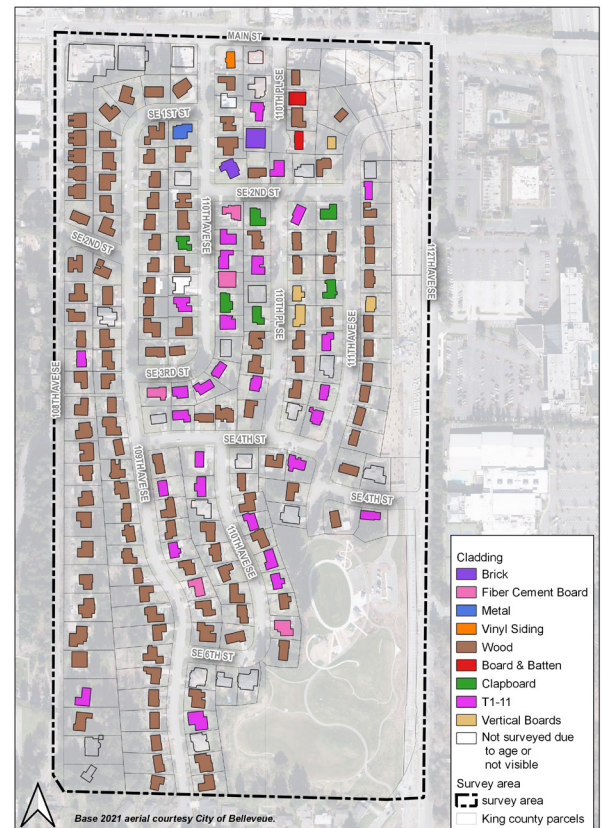 MAIN ST
110TH PL SE
SE 1ST ST
SE 2ND ST
110TH AVE SE
SE 2ND ST
112TH AVE SE
110TH PL SE
111TH AVE SE
SE 3RD ST
108TH AVE SE
SE 4TH ST
109TH AVE SE
SE 4TH ST
110TH AVE SE
SE 6TH ST
Cladding
Brick
Fiber Cement Board
Metal
Vinyl Siding
Wood
Board & Batten
Clapboard
T1-11
Vertical Boards
Not surveyed due
to age or
not visible
Survey area
survey area
King county parcels
Base 2021 aerial courtesy City of Bellevue.